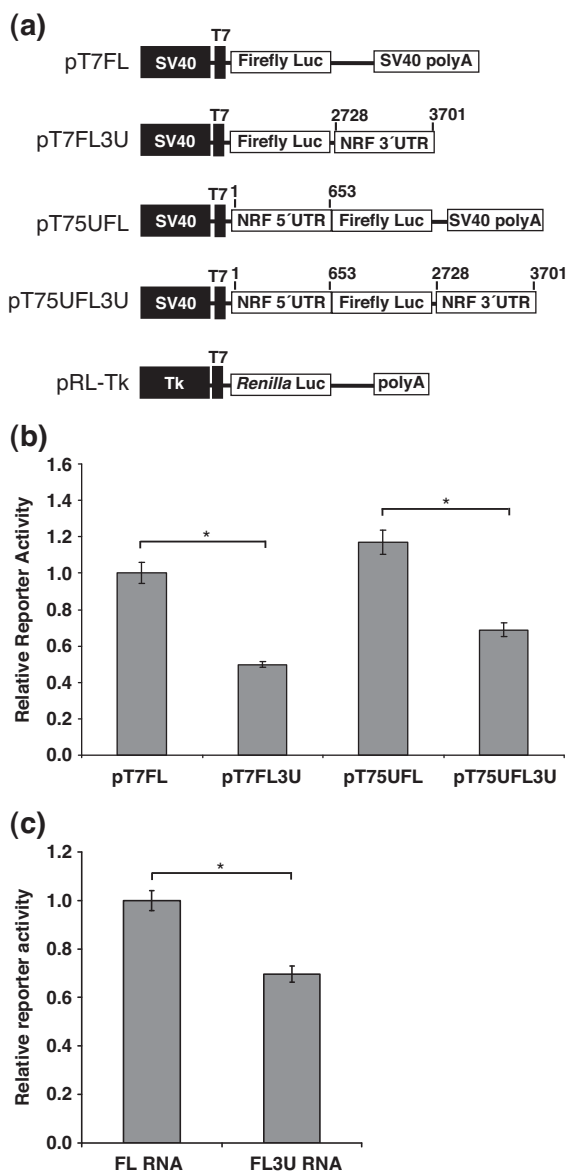 (a)
T7
pT7FL SV40 Firefly Luc SV40 polyA
T7 2728 3701
pT7FL3U SV40 Firefly Luc NRF 3´UTR
T7 1 653
pT75UFL SV40 NRF 5´UTR Firefly Luc SV40 polyA
T7 1 653 2728 3701
pT75UFL3U SV40 NRF 5´UTR Firefly Luc NRF 3´UTR
T7
pRL-Tk Tk Renilla Luc polyA
(b)
Relative Reporter Activity
1.6
1.4
1.2
1.0
0.8
0.6
0.4
0.2
0.0
*
*
pT7FL pT7FL3U pT75UFL pT75UFL3U
(c)
Relative reporter activity
1.2
1.0
0.8
0.6
0.4
0.2
0.0
*
FL RNA FL3U RNA